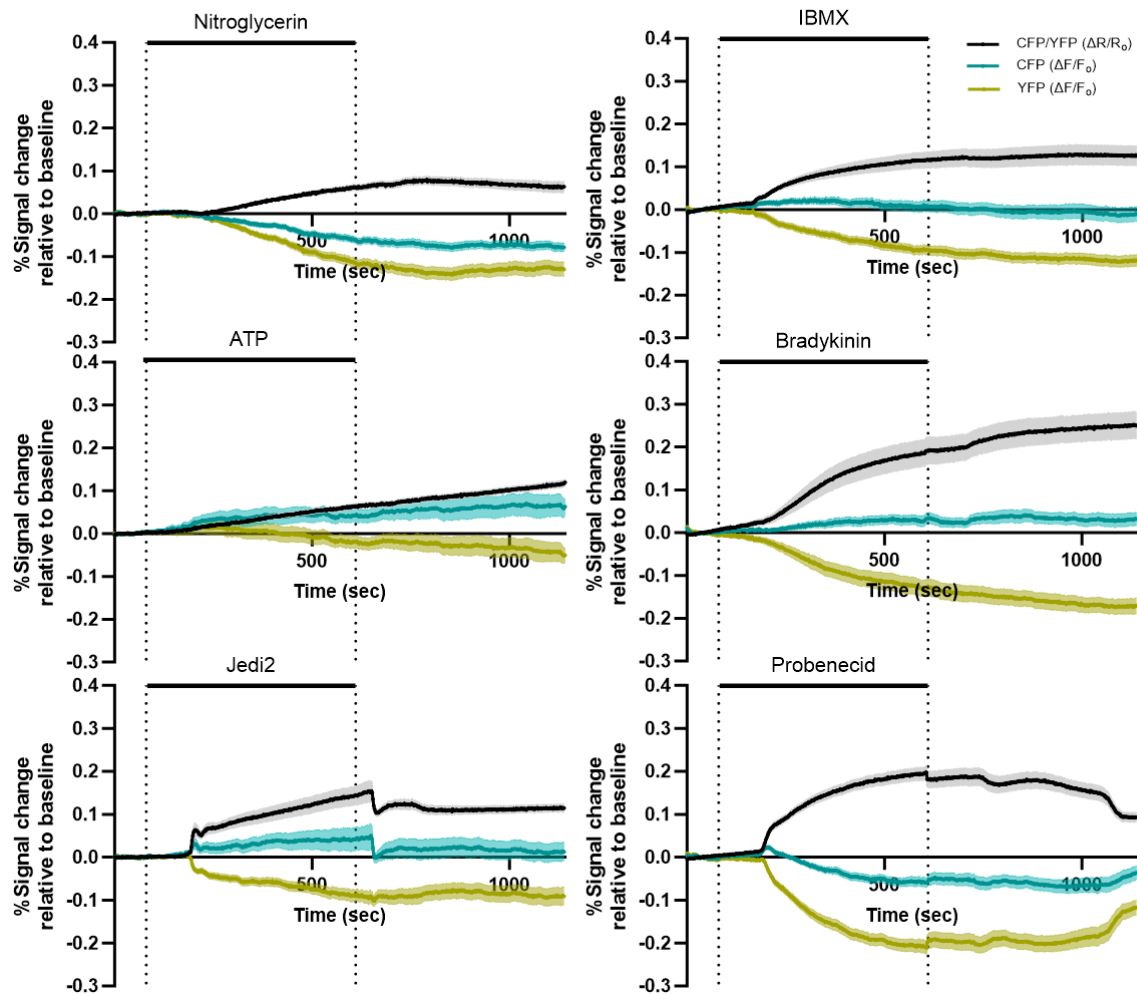 Nitroglycerin
0.4
0.3
0.2
0.1
0.0
-0.1
-0.2
-0.3
%Signal change
relative to baseline
500
1000
Time (sec)
IBMX
0.4
0.3
0.2
0.1
0.0
-0.1
-0.2
-0.3
%Signal change
relative to baseline
500
1000
Time (sec)
CFP/YFP (ΔR/R₀)
CFP (ΔF/F₀)
YFP (ΔF/F₀)
ATP
0.4
0.3
0.2
0.1
0.0
-0.1
-0.2
-0.3
%Signal change
relative to baseline
500
1000
Time (sec)
Bradykinin
0.4
0.3
0.2
0.1
0.0
-0.1
-0.2
-0.3
%Signal change
relative to baseline
500
1000
Time (sec)
Jedi2
0.4
0.3
0.2
0.1
0.0
-0.1
-0.2
-0.3
%Signal change
relative to baseline
500
1000
Time (sec)
Probenecid
0.4
0.3
0.2
0.1
0.0
-0.1
-0.2
-0.3
%Signal change
relative to baseline
500
1000
Time (sec)